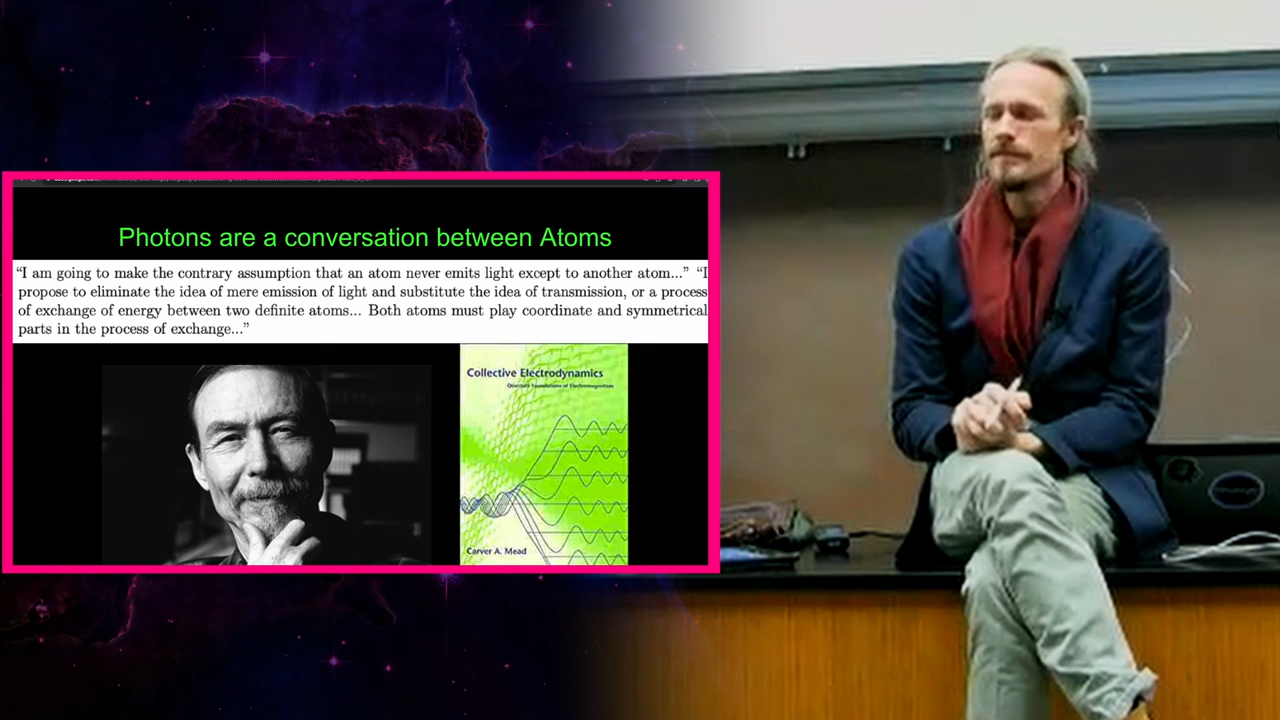 Photons are a conversation between Atoms
“I am going to make the contrary assumption that an atom never emits light except to another atom...” “I
propose to eliminate the idea of mere emission of light and substitute the idea of transmission, or a process
of exchange of energy between two definite atoms... Both atoms must play coordinate and symmetrical
parts in the process of exchange...”
Collective Electrodynamics
Quantum Foundations of Electromagnetism
Carver A. Mead